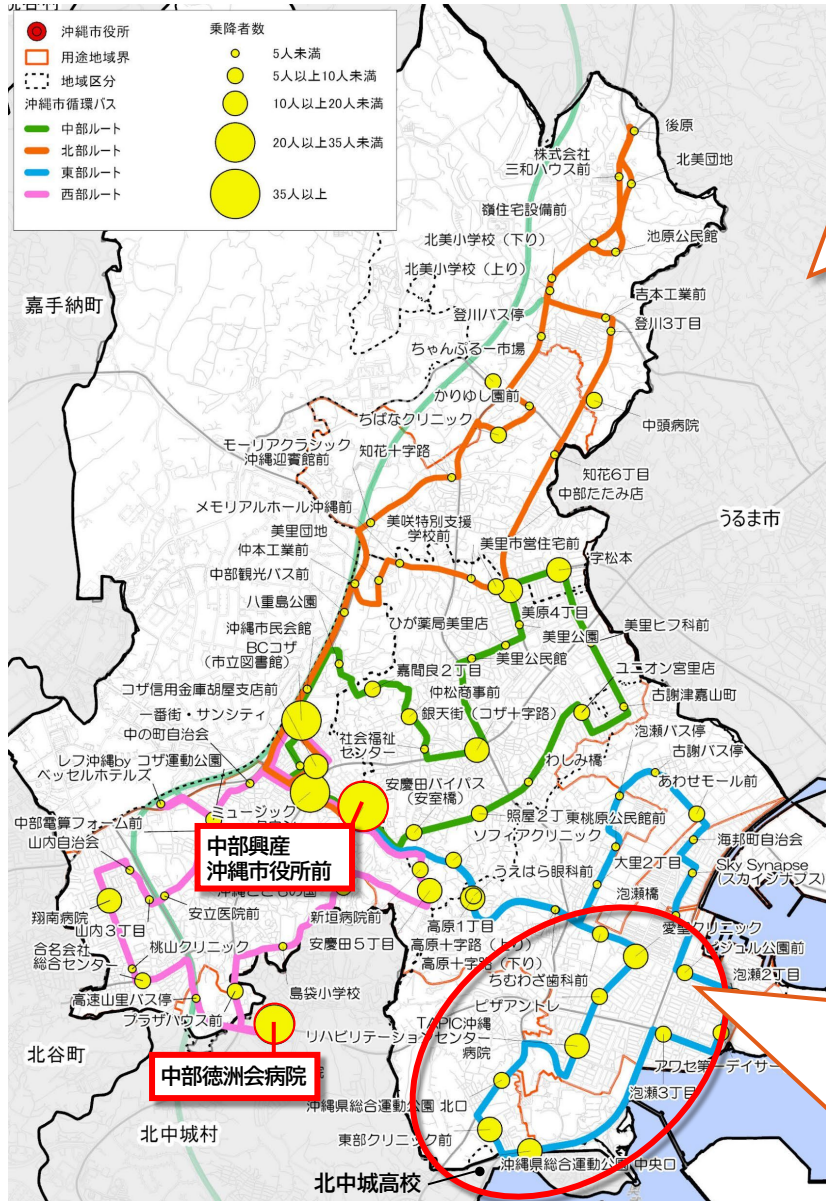 沖縄市役所
用途地域界
地域区分
沖縄市循環バス
中部ルート
北部ルート
東部ルート
西部ルート
乗降者数
5人未満
5人以上10人未満
10人以上20人未満
20人以上35人未満
35人以上
後原
株式会社
三和ハウス前
北美団地
嶺住宅設備前
北美小学校(下り)
池原公民館
北美小学校(上り)
嘉手納町
吉本工業前
登川バス停
登川3丁目
ちゃんぷるー市場
かりゆし園前
ちばなクリニック
中頭病院
モーリアクラシック
沖縄迎賓館前
知花十字路
知花6丁目
中部たたみ店
メモリアルホール沖縄前
うるま市
美里団地
美咲特別支援
学校前
仲本工業前
美里市営住宅前
字松本
中部観光バス前
八重島公園
ひが薬局美里店
美原4丁目
美里公園
美里ヒフ科前
沖縄市民会館
BCコザ
(市立図書館)
美里公民館
嘉間良2丁目
ユニオン宮里店
コザ信用金庫胡屋支店前
仲松商事前
銀天街(コザ十字路)
古謝津嘉山町
一番街・サンシティ
社会福祉
センター
泡瀬バス停
中の町自治会
わしみ橋
古謝バス停
レフ沖縄by コザ運動公園
ベッセルホテルズ
安慶田バイパス
(安室橋)
あわせモール前
中部電算フォーム前
ミュージック
照屋2丁
東桃原公民館前
山内自治会
中部興産
沖縄市役所前
ソフィアクリニック
海邦町自治会
大里2丁目
Sky Synapse
(スカイシナプス)
うえはら眼科前
翔南病院
安立医院前
新垣病院前
泡瀬橋
山内3丁目
高原1丁目
愛聖クリニック
合名会社
総合センター
桃山クリニック
安慶田5丁目
高原十字路(上り)
高原十字路(下り)
ジュル公園前
泡瀬2丁目
高速山里バス停
島袋小学校
ちむわざ歯科前
プラザハウス前
ピザアントレ
TAPIC沖縄
リハビリテーションセンター
病院
北谷町
中部徳洲会病院
アワセ第一デイサー
泡瀬3丁目
沖縄県総合運動公園 北口
北中城村
東部クリニック前
沖縄県総合運動公園 中央口
北中城高校